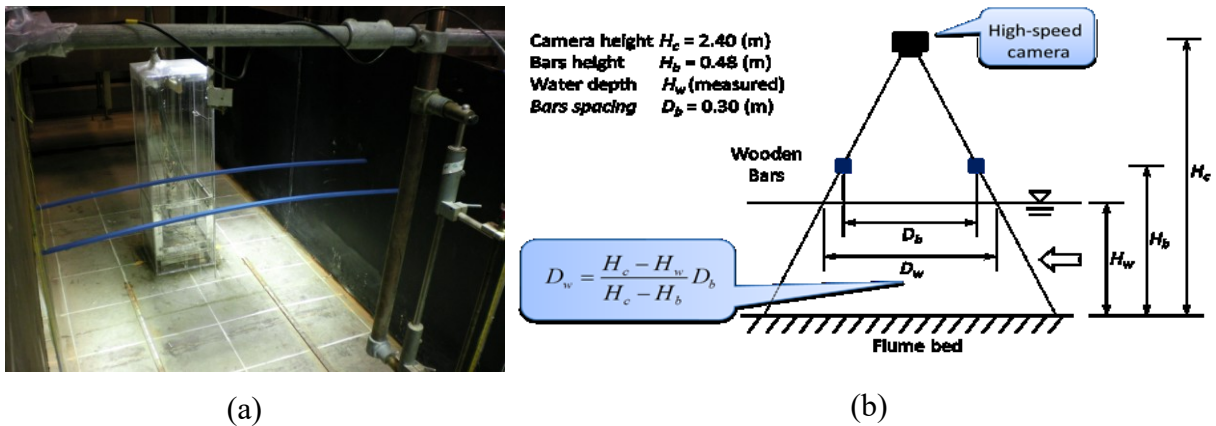 Camera height H_c = 2.40 (m)
Bars height H_b = 0.48 (m)
Water depth H_w (measured)
Bars spacing D_b = 0.30 (m)
High-speed
camera
Wooden
Bars
H_c
D_b
H_b
H_w
D_w
D_w = \frac{H_c - H_w}{H_c - H_b} D_b
Flume bed
(a)
(b)